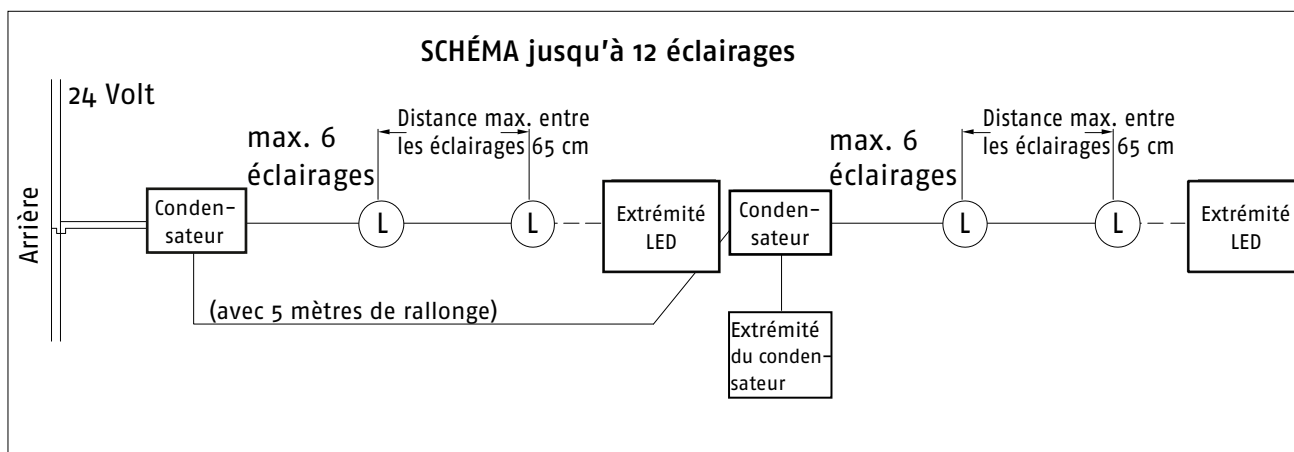 SCHÉMA jusqu'à 12 éclairages
24 Volt
Arrière
max. 6
éclairages
Distance max. entre
les éclairages 65 cm
max. 6
éclairages
Distance max. entre
les éclairages 65 cm
Conden-
sateur
L
L
Extrémité
LED
Conden-
sateur
L
L
Extrémité
LED
(avec 5 mètres de rallonge)
Extrémité
du conden-
sateur